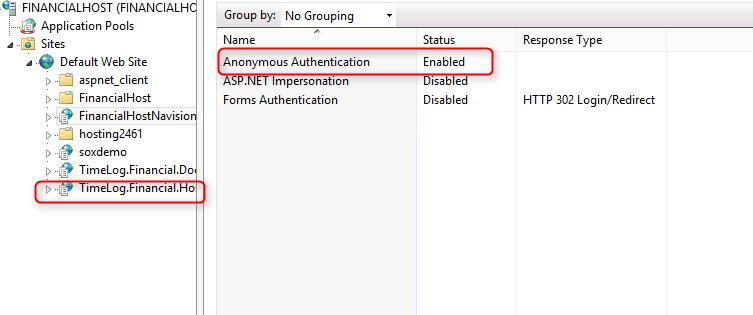 FINANCIALHOST (FINANCIALHO
Application Pools
Sites
Default Web Site
aspnet_client
FinancialHost
FinancialHostNavision
hosting2461
soxdemo
TimeLog.Financial.Doc
TimeLog.Financial.Ho
Group by: No Grouping
Name Status Response Type
Anonymous Authentication Enabled
ASP.NET Impersonation Disabled
Forms Authentication Disabled HTTP 302 Login/Redirect